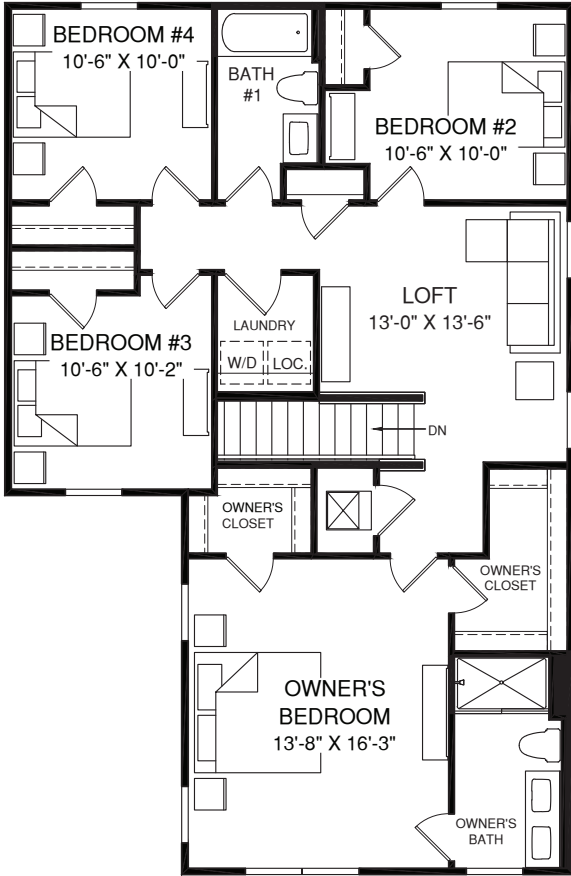 BEDROOM #4
10'-6" X 10'-0"
BATH
#1
BEDROOM #2
10'-6" X 10'-0"
LOFT
13'-0" X 13'-6"
BEDROOM #3
10'-6" X 10'-2"
LAUNDRY
W/D LOC.
DN
OWNER'S
CLOSET
OWNER'S
CLOSET
OWNER'S
BEDROOM
13'-8" X 16'-3"
OWNER'S
BATH